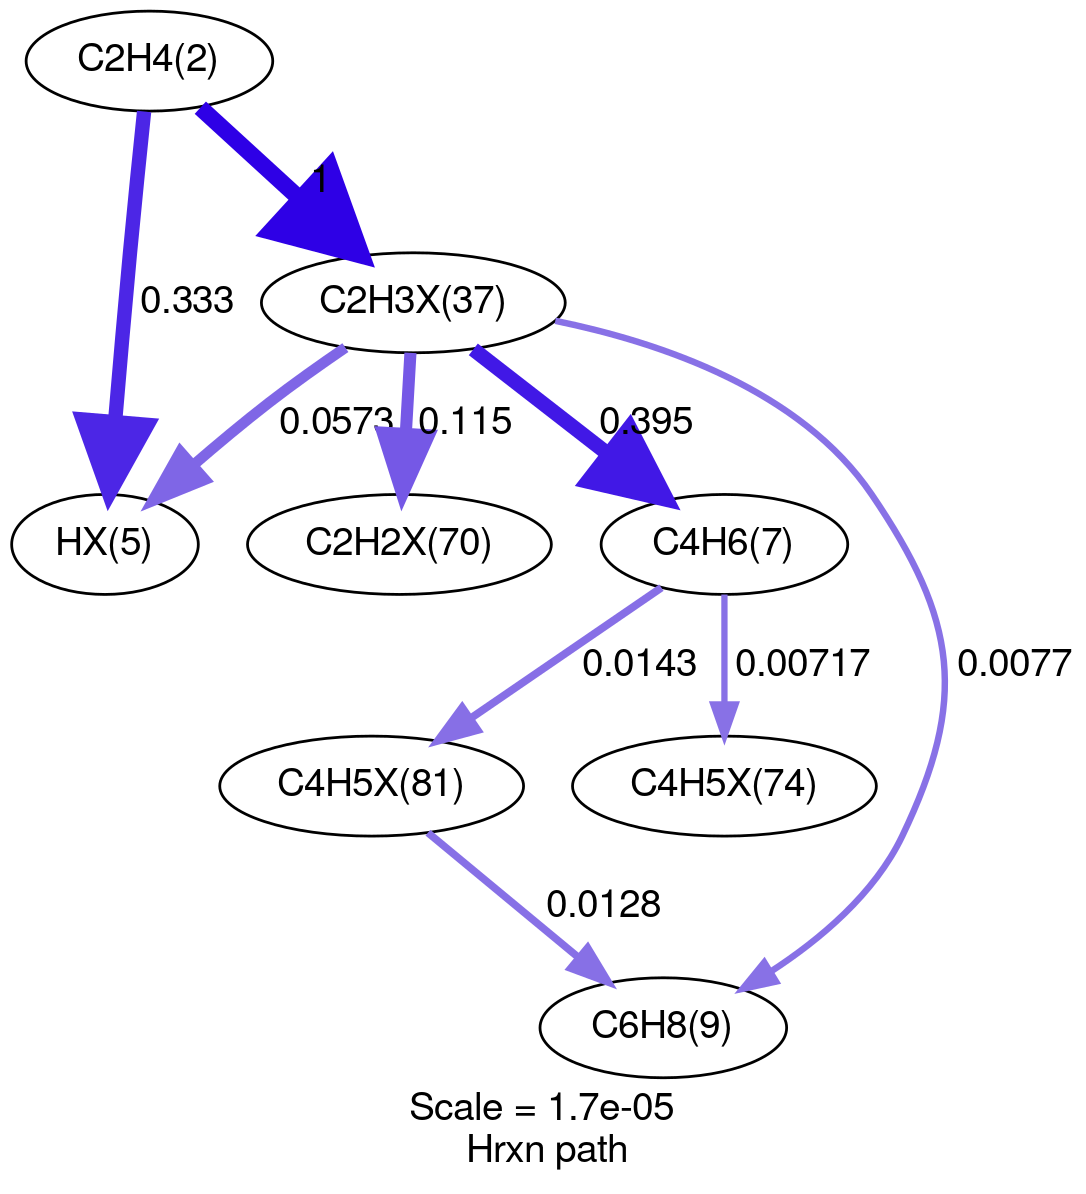 C2H4(2)
1
0.333
C2H3X(37)
0.0573
0.115
0.395
HX(5)
C2H2X(70)
C4H6(7)
0.0143
0.00717
0.0077
C4H5X(81)
C4H5X(74)
0.0128
C6H8(9)
Scale = 1.7e-05
Hrxn path